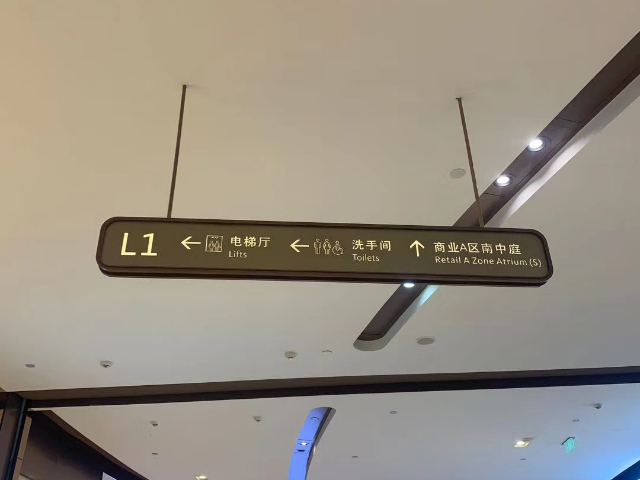 L1
电梯厅
Lifts
洗手间
Toilets
商业A区南中庭
Retail A Zone Atrium (S)